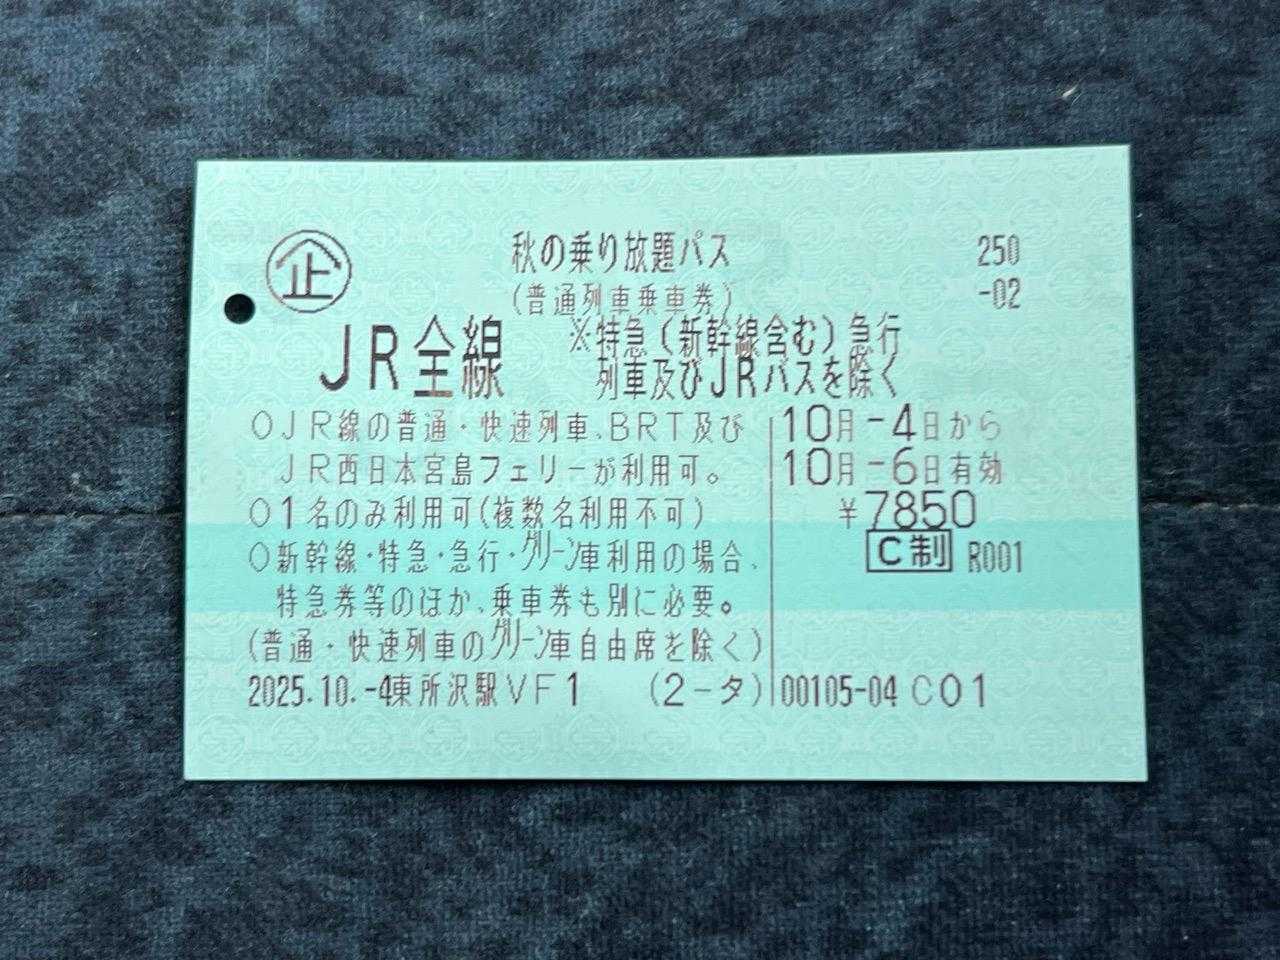 企 秋の乗り放題パス 250
(普通列車乗車券) -02
JR全線 ※特急(新幹線含む)急行
列車及びJRバスを除く
○JR線の普通・快速列車、BRT及び 10月-4日から
JR西日本宮島フェリーが利用可。 10月-6日有効
○1名のみ利用可(複数名利用不可) ¥7850
○新幹線・特急・急行・グリーン車利用の場合、 C制 R001
特急券等のほか、乗車券も別に必要。
(普通・快速列車のグリーン車自由席を除く)
2025.10.-4東所沢駅VF1 (2-タ) 00105-04 C01